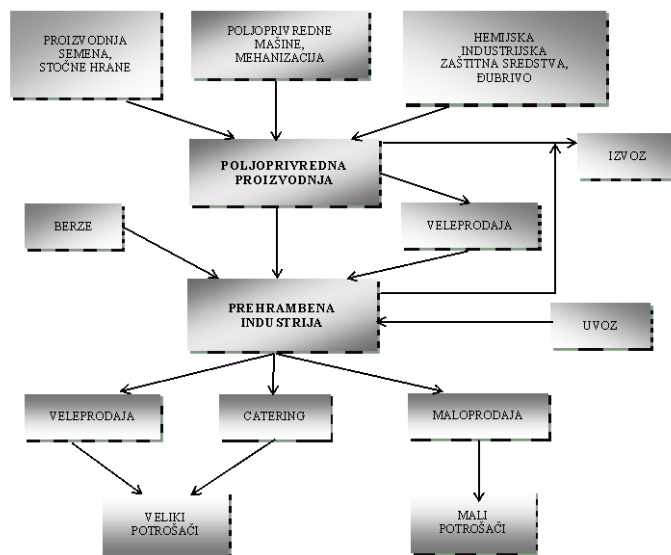 PROIZVODNJA
SEMENA,
STOČNE HRANE
POLJOPRIVREDNE
MAŠINE,
MEHANIZACIJA
HEMIJSKA
INDUSTRIJSKA
ZAŠTITNA SREDSTVA,
ĐUBRIVO
POLJOPRIVREDNA
PROIZVODNJA
IZVOZ
BERZE
VELEPRODAJA
PREHRAMBENA
INDUSTRIJA
UVOZ
VELEPRODAJA
CATERING
MALOPRODAJA
VELIKI
POTROŠAČI
MALI
POTROŠAČI